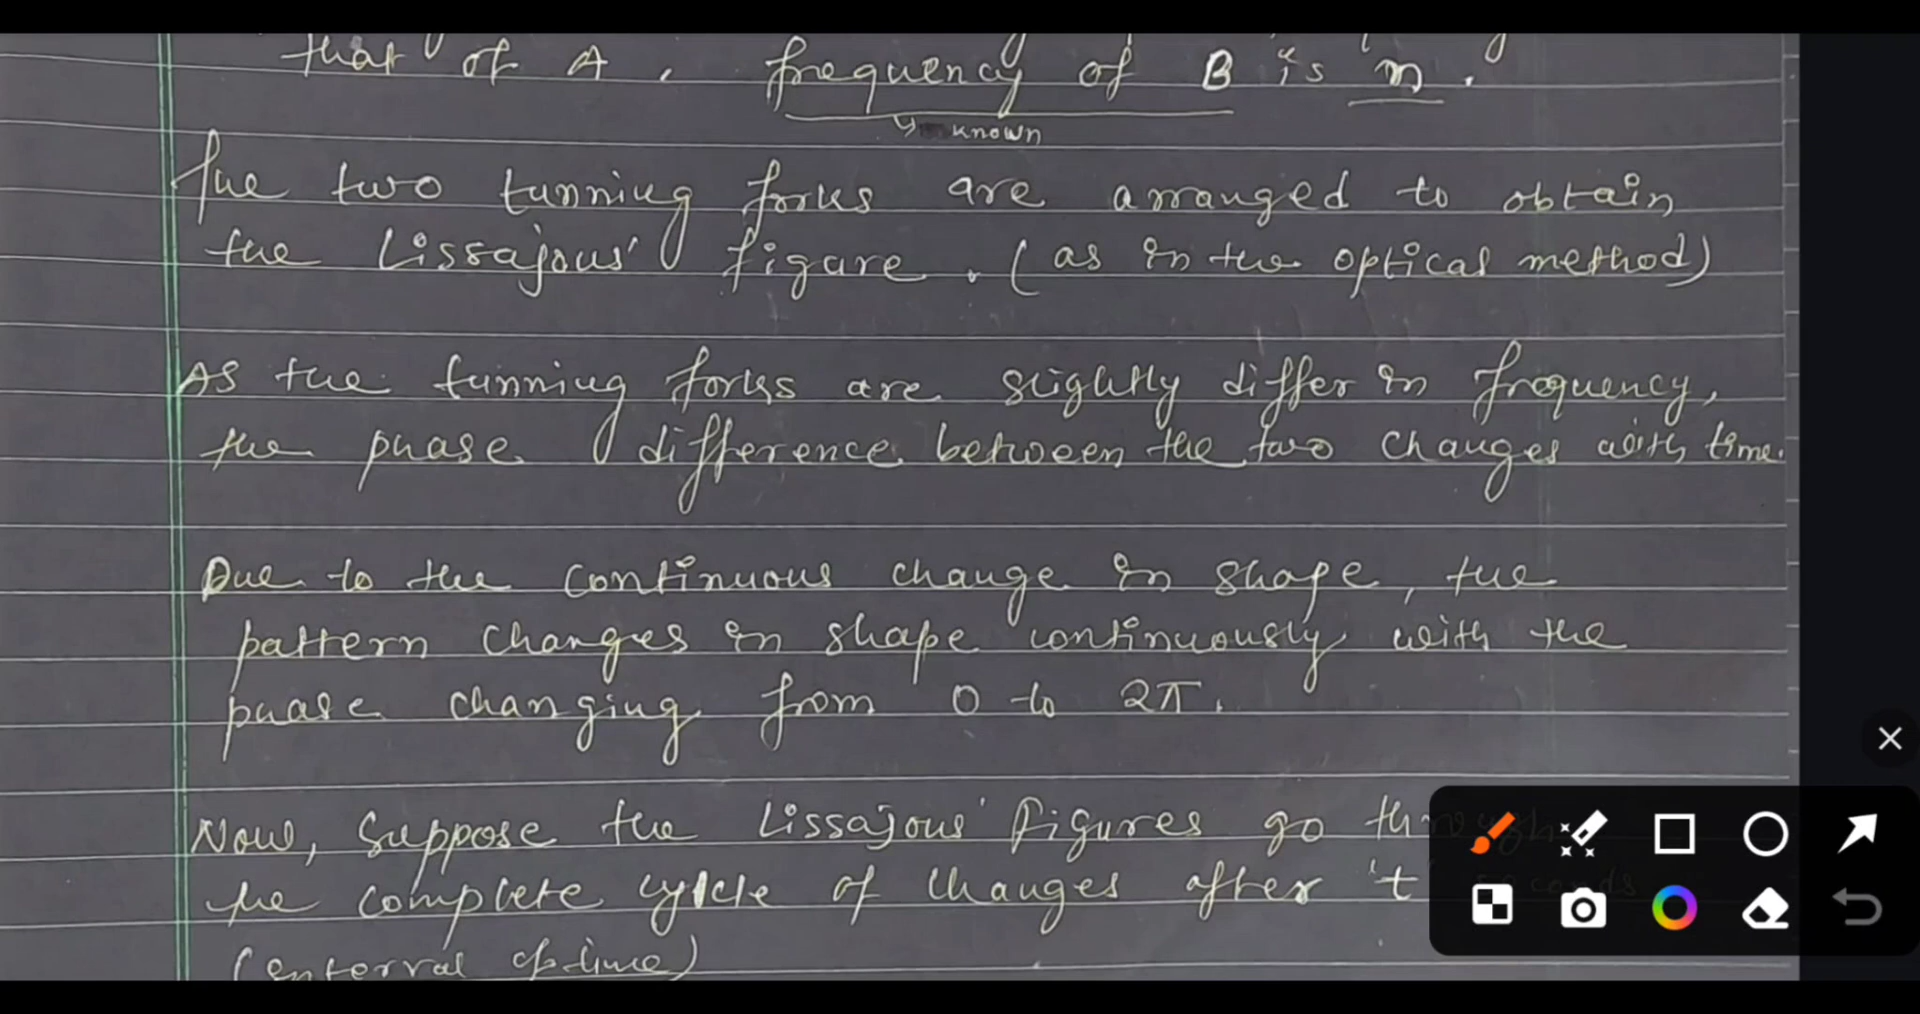 that of A. frequency of B is n.
known
The two tunning forks are arranged to obtain
the Lissajous' figure. (as in the optical method)
As the tunning forks are slightly differ in frequency,
the phase difference between the two changes with time.
Due to the continuous change in shape, the
pattern changes in shape continuously with the
phase changing from 0 to 2π.
Now, suppose the Lissajous' figures go through
the complete cycle of changes after 't' seconds
(interval of time)